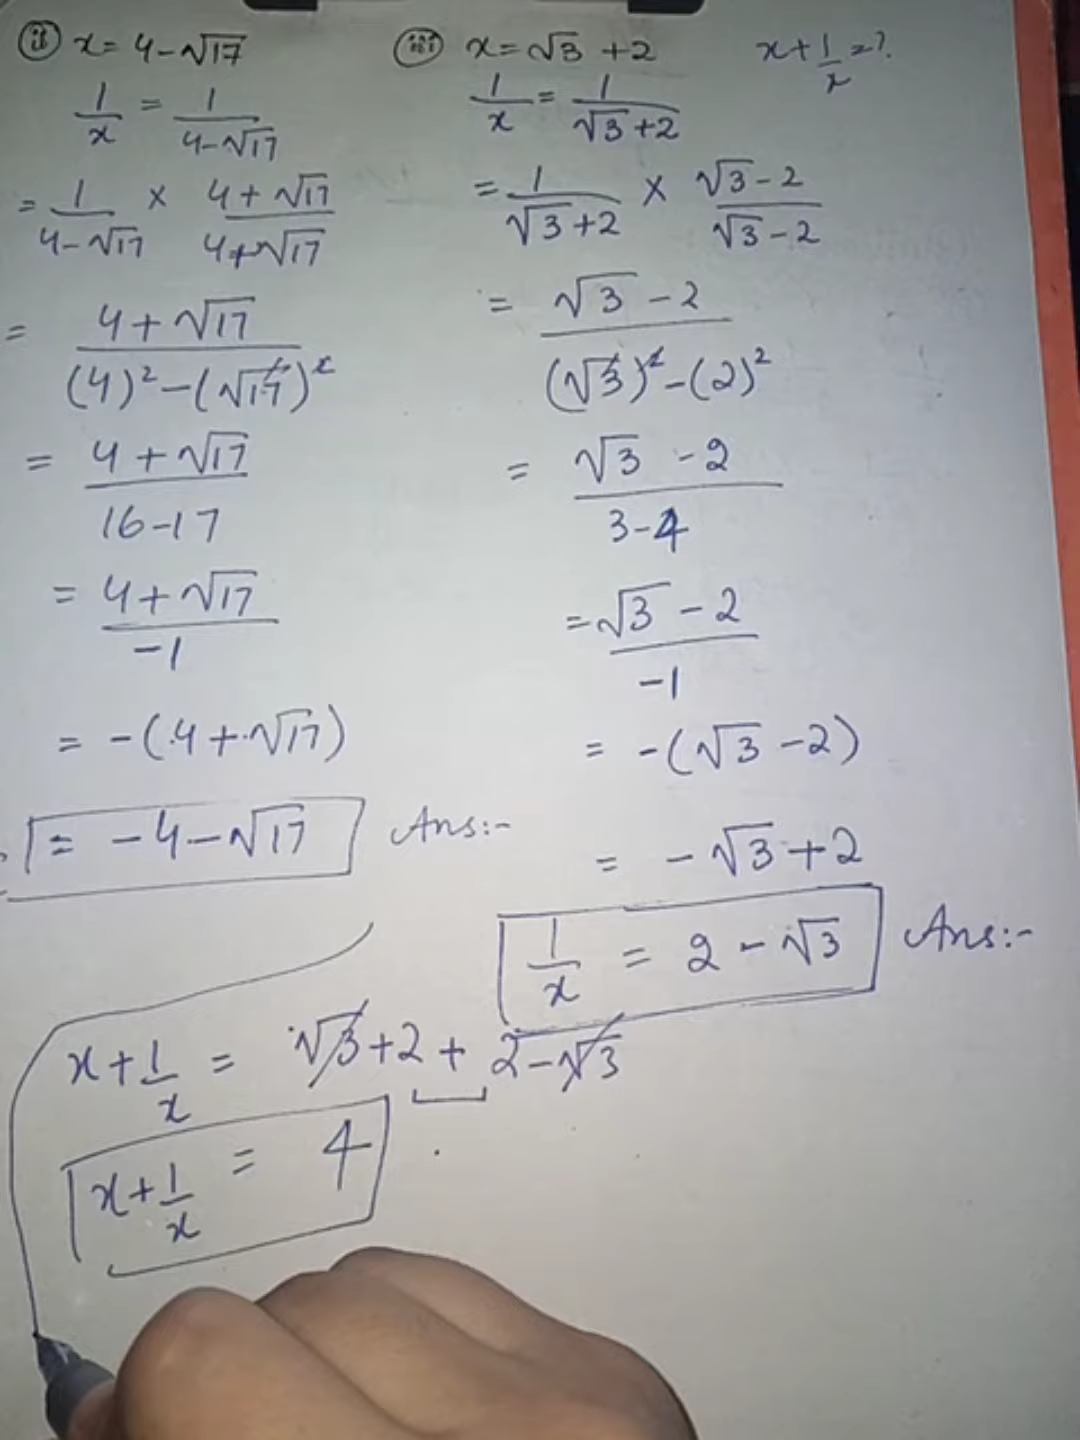 (ii) x = 4 - √17
1/x = 1/(4-√17)
= 1/(4-√17) × (4+√17)/(4+√17)
= (4+√17)/((4)² - (√17)²)
= (4+√17)/(16-17)
= (4+√17)/-1
= -(4+√17)
= -4-√17 Ans:-
(iii) x = √3 + 2 x + 1/x = ?
1/x = 1/(√3+2)
= 1/(√3+2) × (√3-2)/(√3-2)
= (√3-2)/((√3)² - (2)²)
= (√3-2)/(3-4)
= (√3-2)/-1
= -(√3-2)
= -√3+2
1/x = 2-√3 Ans:-
x + 1/x = √3+2 + 2-√3
x + 1/x = 4